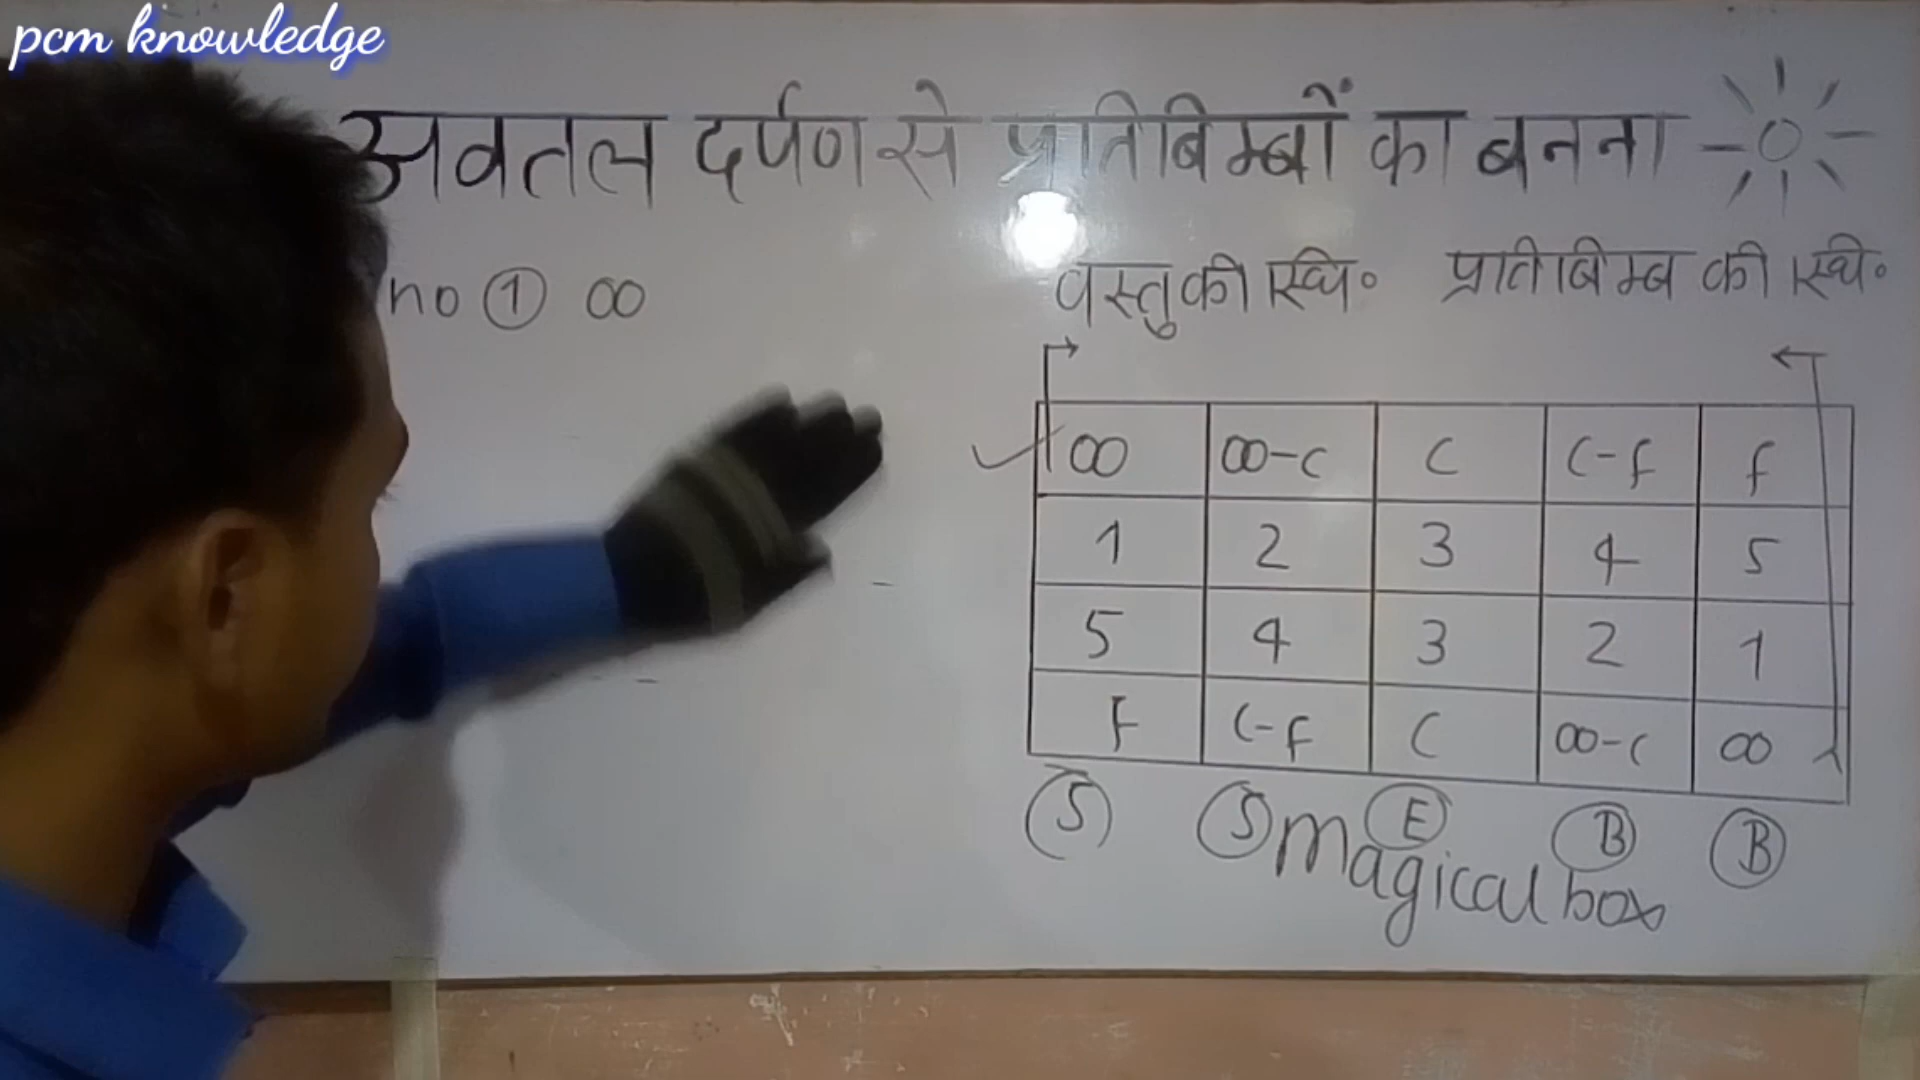 pcm knowledge
अवतल दर्पण से प्रतिबिम्बों का बनना
no ① ∞
वस्तु की स्थि० प्रतिबिम्ब की स्थि०
∞ ∞-C C C-f f
1 2 3 4 5
5 4 3 2 1
F C-f C ∞-C ∞
S S E B B
magical box